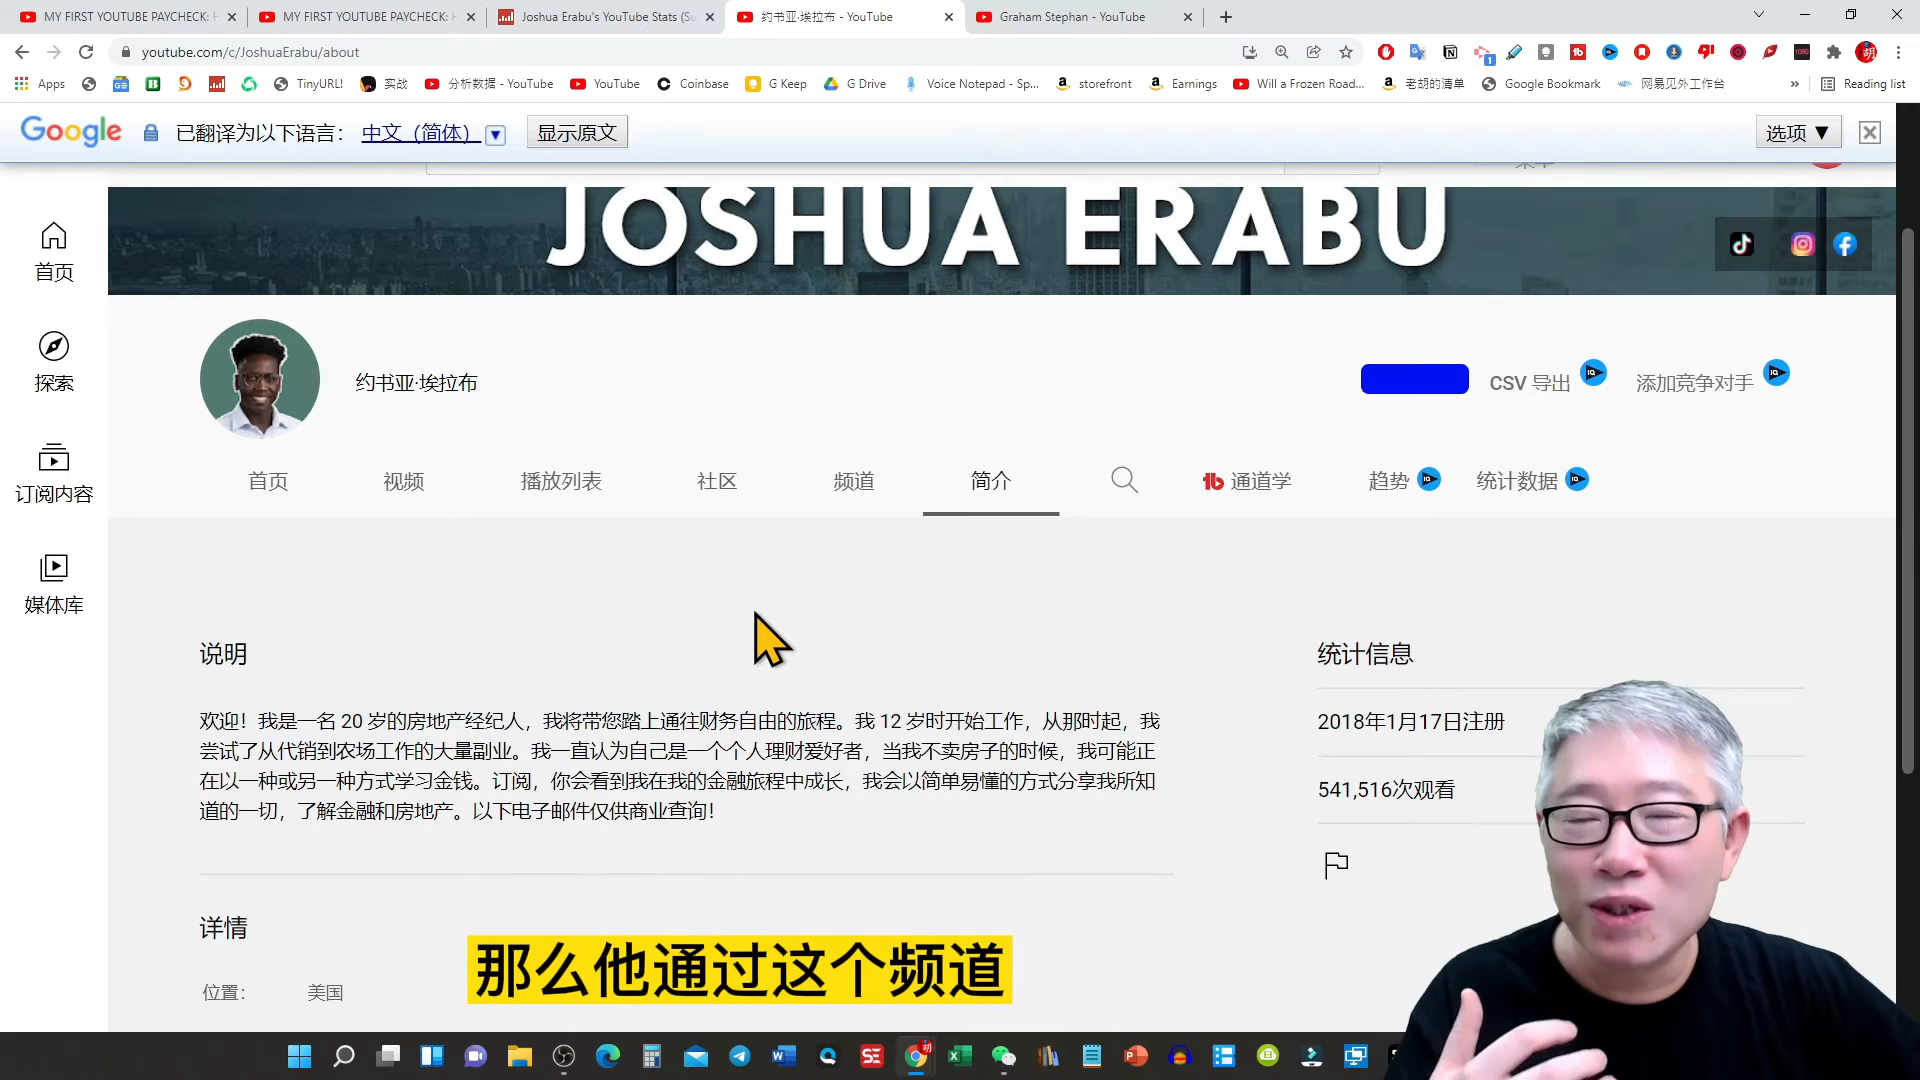 MY FIRST YOUTUBE PAYCHECK:
MY FIRST YOUTUBE PAYCHECK:
Joshua Erabu's YouTube Stats (Su
约书亚·埃拉布 - YouTube
Graham Stephan - YouTube
youtube.com/c/JoshuaErabu/about
Apps
TinyURL!
实战
分析数据 - YouTube
YouTube
Coinbase
G Keep
G Drive
Voice Notepad - Sp...
storefront
Earnings
Will a Frozen Road...
老胡的清单
Google Bookmark
网易见外工作台
»
Reading list
Google
已翻译为以下语言：
中文（简体）
显示原文
选项 ▼
JOSHUA ERABU
首页
探索
订阅内容
媒体库
约书亚·埃拉布
CSV 导出
添加竞争对手
首页
视频
播放列表
社区
频道
简介
通道学
趋势
统计数据
说明
欢迎！我是一名 20 岁的房地产经纪人，我将带您踏上通往财务自由的旅程。我 12 岁时开始工作，从那时起，我
尝试了从代销到农场工作的大量副业。我一直认为自己是一个个人理财爱好者，当我不卖房子的时候，我可能正
在以一种或另一种方式学习金钱。订阅，你会看到我在我的金融旅程中成长，我会以简单易懂的方式分享我所知
道的一切，了解金融和房地产。以下电子邮件仅供商业查询！
统计信息
2018年1月17日注册
541,516次观看
详情
位置：
美国
那么他通过这个频道